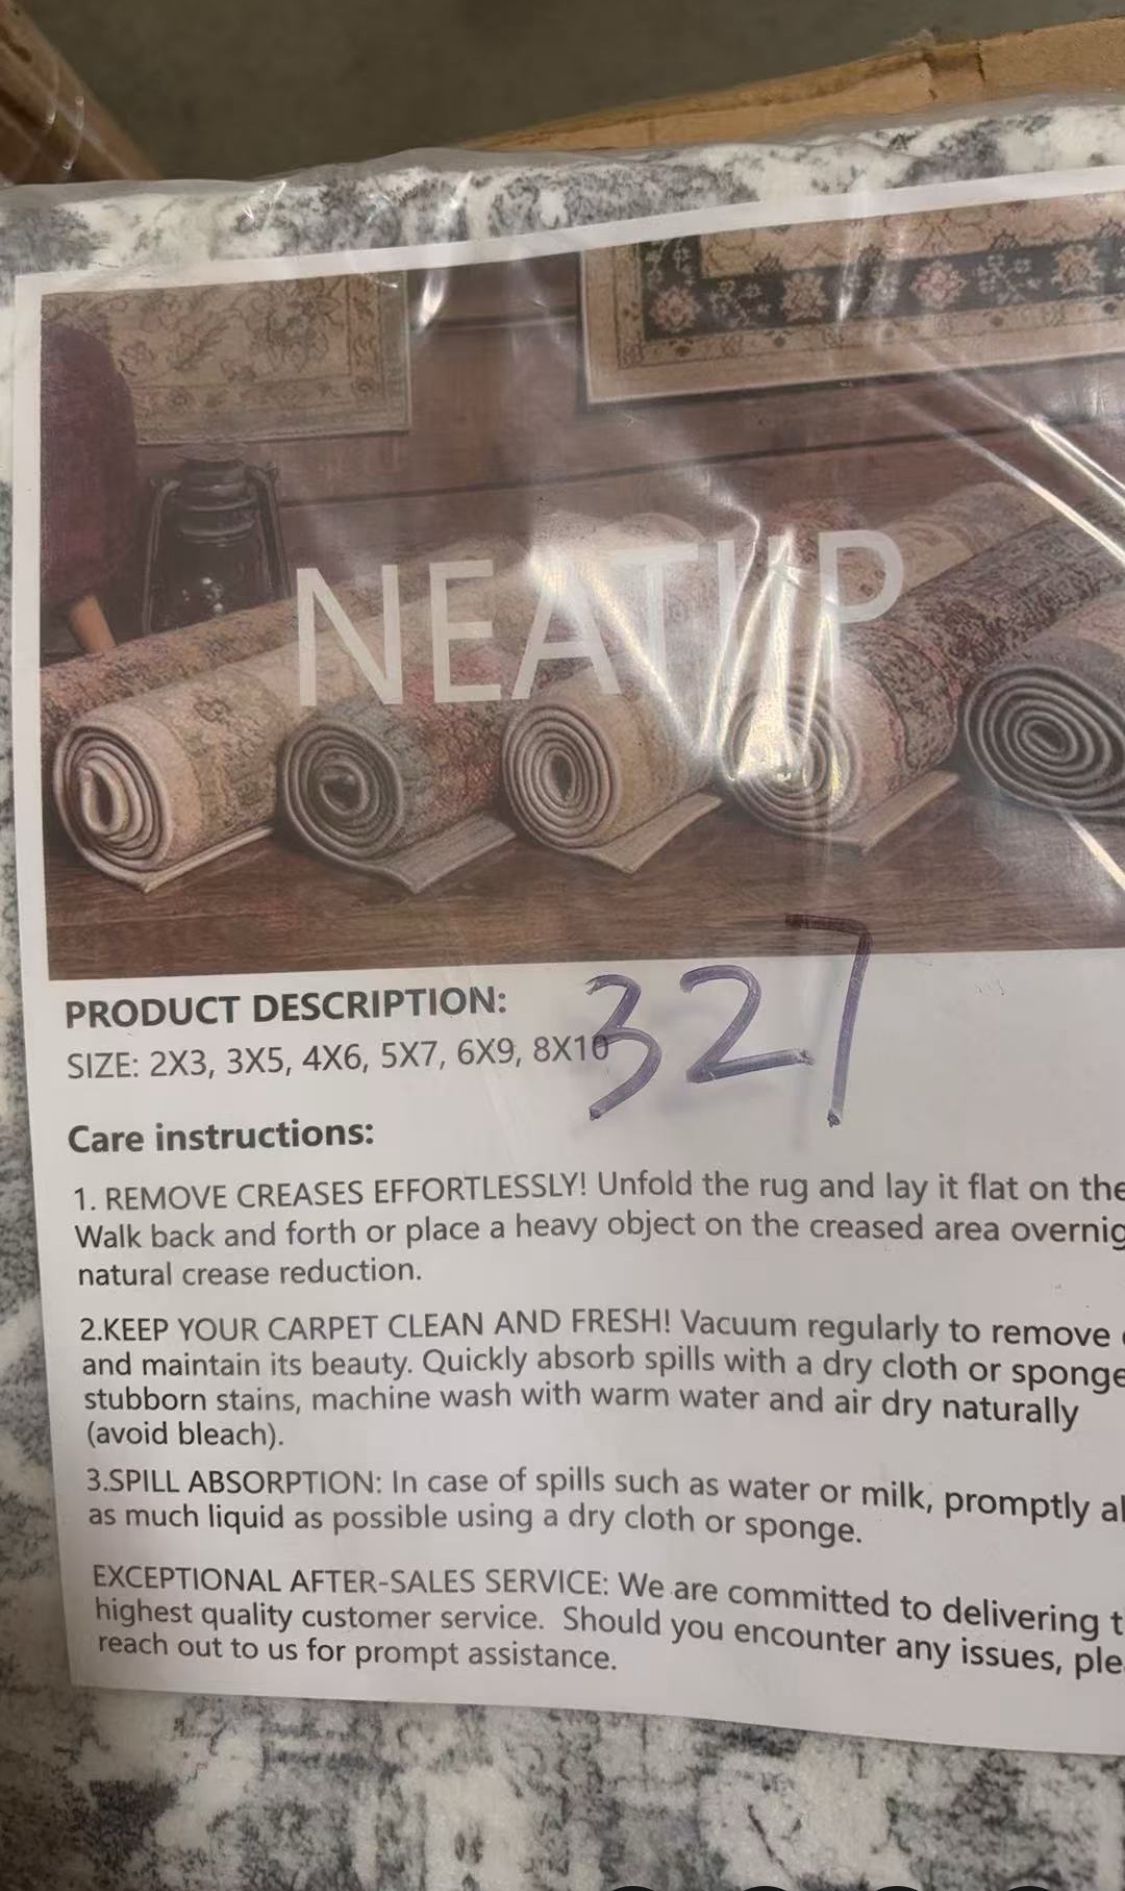 NEATUP
PRODUCT DESCRIPTION:
SIZE: 2X3, 3X5, 4X6, 5X7, 6X9, 8X10
327
Care instructions:
1. REMOVE CREASES EFFORTLESSLY! Unfold the rug and lay it flat on the
Walk back and forth or place a heavy object on the creased area overnig
natural crease reduction.
2.KEEP YOUR CARPET CLEAN AND FRESH! Vacuum regularly to remove
and maintain its beauty. Quickly absorb spills with a dry cloth or sponge
stubborn stains, machine wash with warm water and air dry naturally
(avoid bleach).
3.SPILL ABSORPTION: In case of spills such as water or milk, promptly a
as much liquid as possible using a dry cloth or sponge.
EXCEPTIONAL AFTER-SALES SERVICE: We are committed to delivering t
highest quality customer service. Should you encounter any issues, ple
reach out to us for prompt assistance.